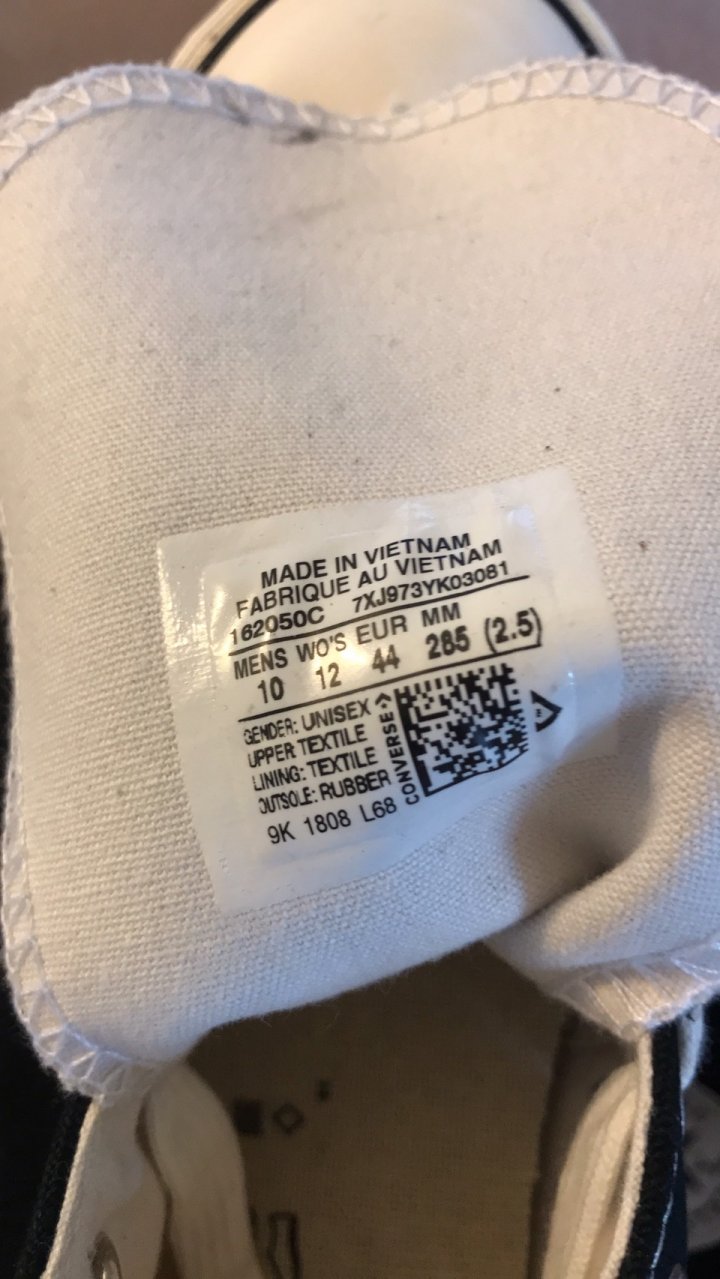 MADE IN VIETNAM
FABRIQUE AU VIETNAM
162050C 7XJ973YK03081
MENS WO'S EUR MM
10 12 44 285 (2.5)
GENDER: UNISEX
UPPER: TEXTILE
LINING: TEXTILE
OUTSOLE: RUBBER
9K 1808 L68
CONVERSE